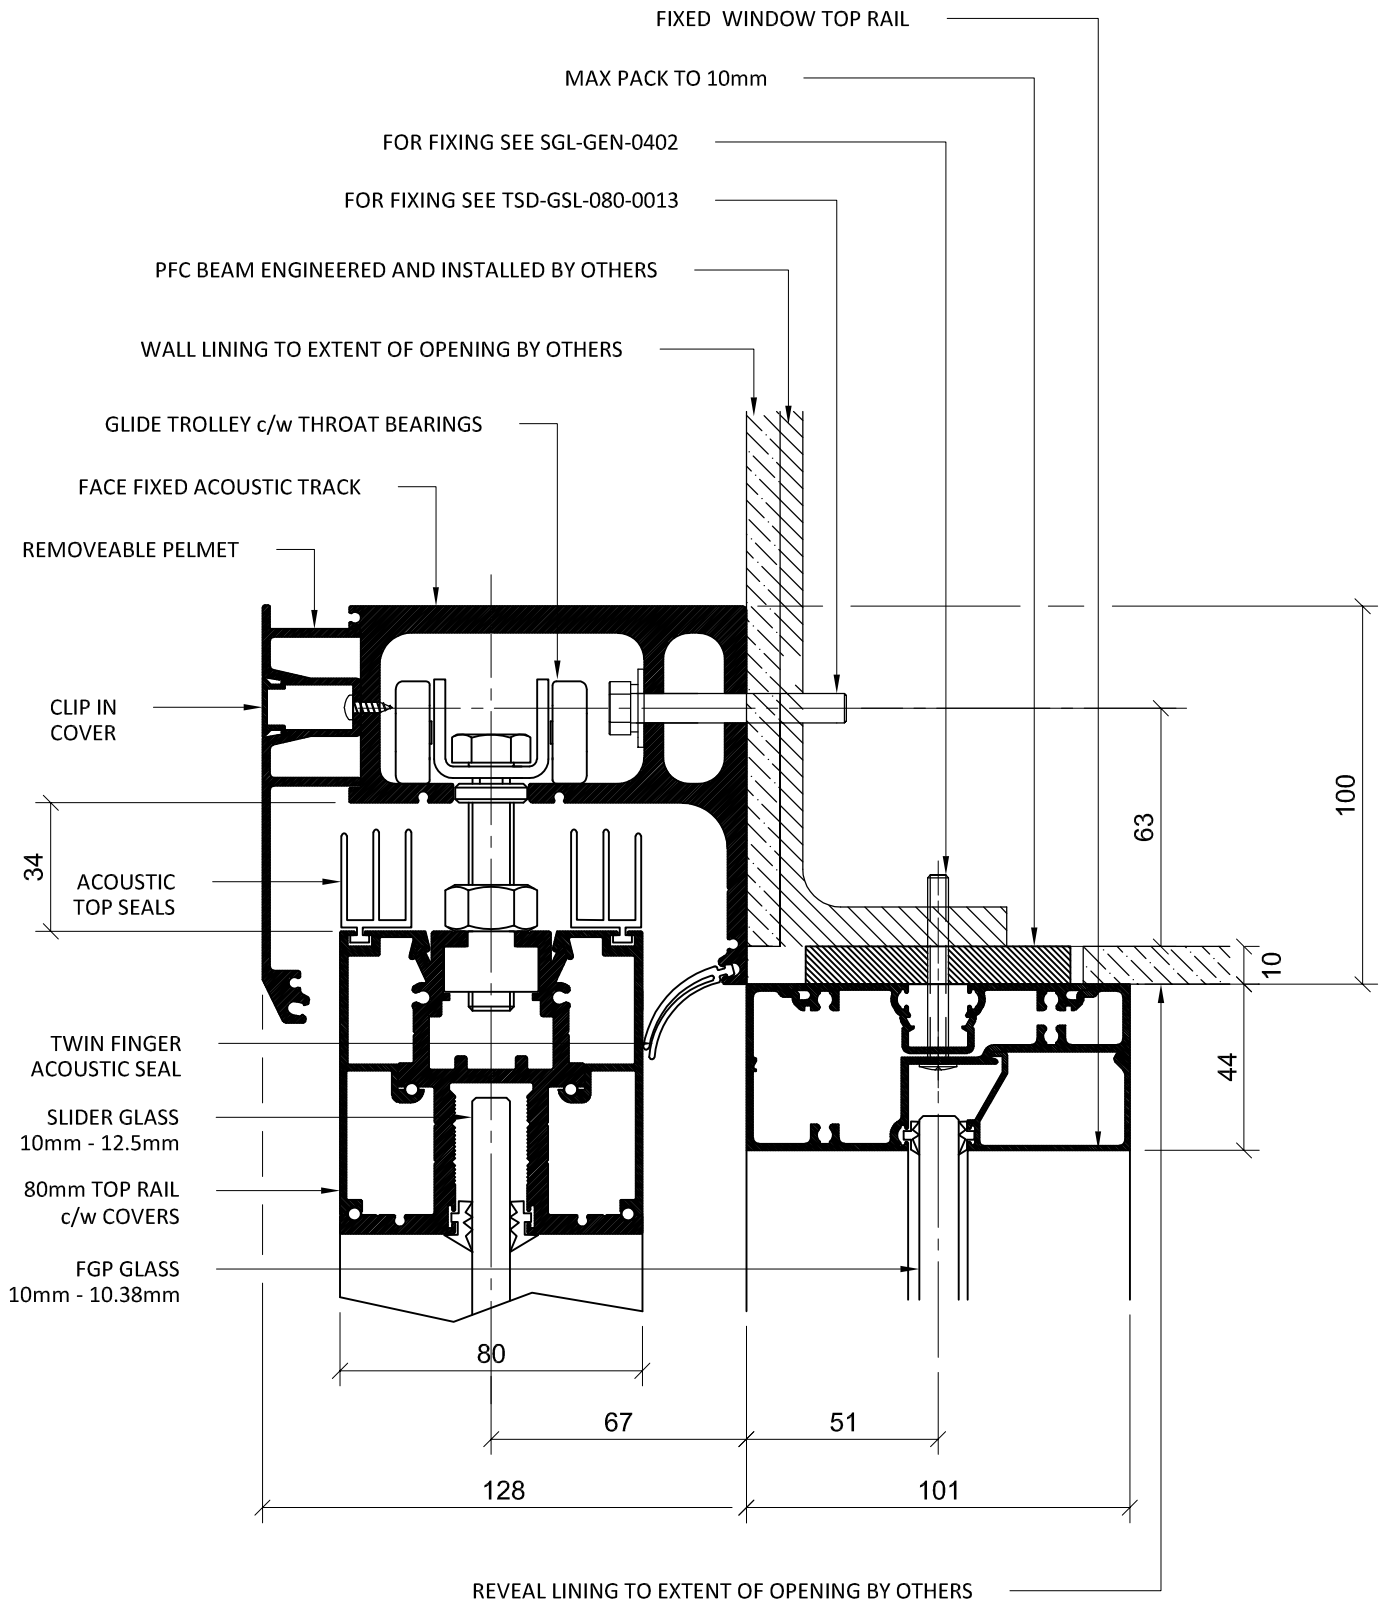 FIXED WINDOW TOP RAIL
MAX PACK TO 10mm
FOR FIXING SEE SGL-GEN-0402
FOR FIXING SEE TSD-GSL-080-0013
PFC BEAM ENGINEERED AND INSTALLED BY OTHERS
WALL LINING TO EXTENT OF OPENING BY OTHERS
GLIDE TROLLEY c/w THROAT BEARINGS
FACE FIXED ACOUSTIC TRACK
REMOVEABLE PELMET
CLIP IN
COVER
100
63
34
ACOUSTIC
TOP SEALS
10
TWIN FINGER
ACOUSTIC SEAL
44
SLIDER GLASS
10mm - 12.5mm
80mm TOP RAIL
c/w COVERS
FGP GLASS
10mm - 10.38mm
80
67
51
128
101
REVEAL LINING TO EXTENT OF OPENING BY OTHERS